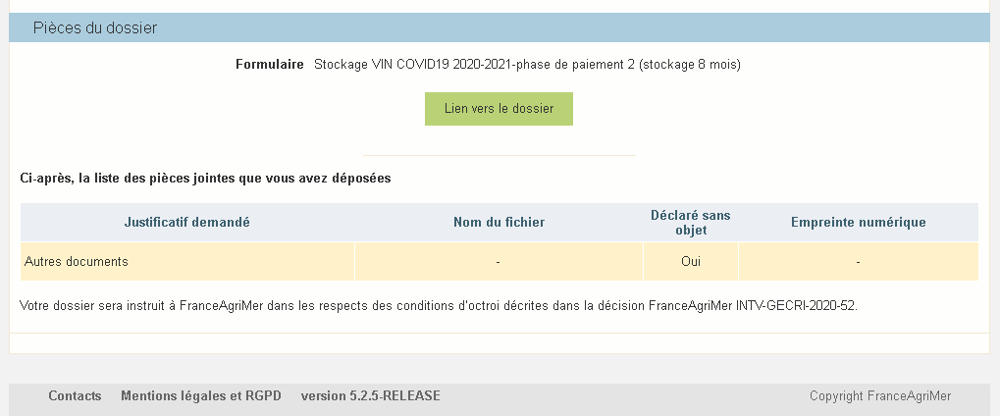 Pièces du dossier
Formulaire Stockage VIN COVID19 2020-2021-phase de paiement 2 (stockage 8 mois)
Lien vers le dossier
Ci-après, la liste des pièces jointes que vous avez déposées
Justificatif demandé Nom du fichier Déclaré sans objet Empreinte numérique
Autres documents - Oui -
Votre dossier sera instruit à FranceAgriMer dans les respects des conditions d'octroi décrites dans la décision FranceAgriMer INTV-GECRI-2020-52.
Contacts Mentions légales et RGPD version 5.2.5-RELEASE Copyright FranceAgriMer